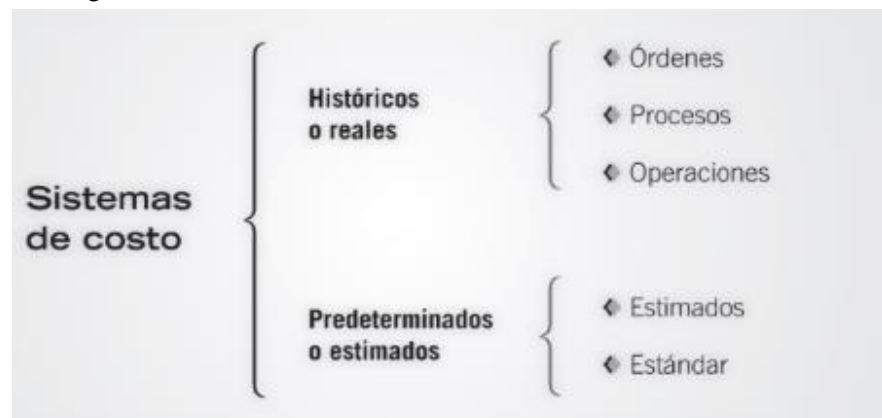 Sistemas
de costo
Históricos
o reales
Órdenes
Procesos
Operaciones
Predeterminados
o estimados
Estimados
Estándar